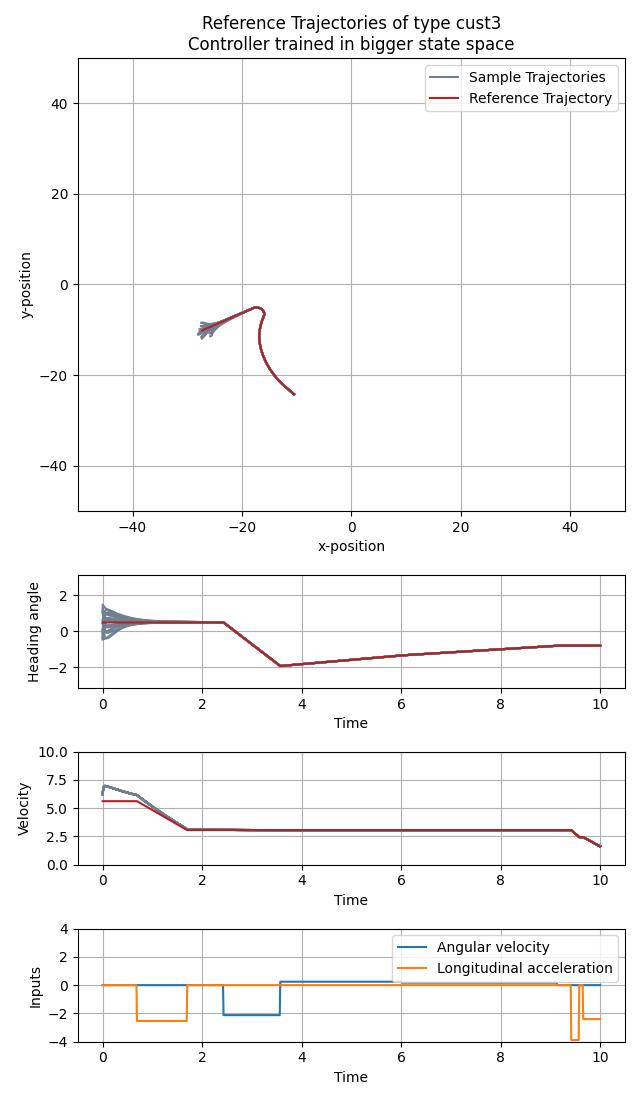 Reference Trajectories of type cust3
Controller trained in bigger state space
Sample Trajectories
Reference Trajectory
y-position
40
20
0
−20
−40
−40 −20 0 20 40
x-position
Heading angle
2
0
−2
0 2 4 6 8 10
Time
Velocity
10.0
7.5
5.0
2.5
0.0
0 2 4 6 8 10
Time
Inputs
4
2
0
−2
−4
Angular velocity
Longitudinal acceleration
0 2 4 6 8 10
Time